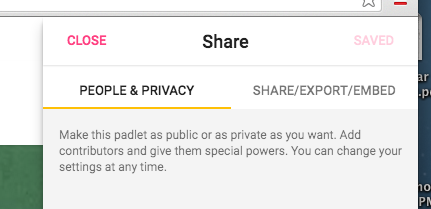 CLOSE Share SAVED
PEOPLE & PRIVACY SHARE/EXPORT/EMBED
Make this padlet as public or as private as you want. Add
contributors and give them special powers. You can change your
settings at any time.